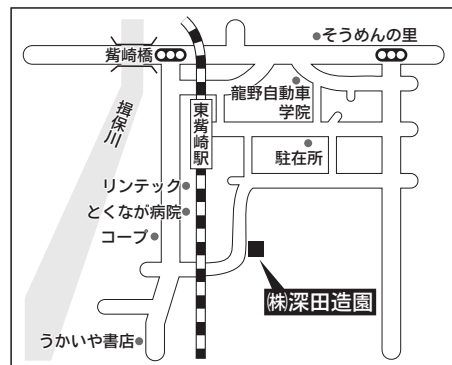 そうめんの里
觜崎橋
龍野自動車
学院
揖保川
東觜崎駅
駐在所
リンテック
とくなが病院
コープ
㈱深田造園
うかいや書店